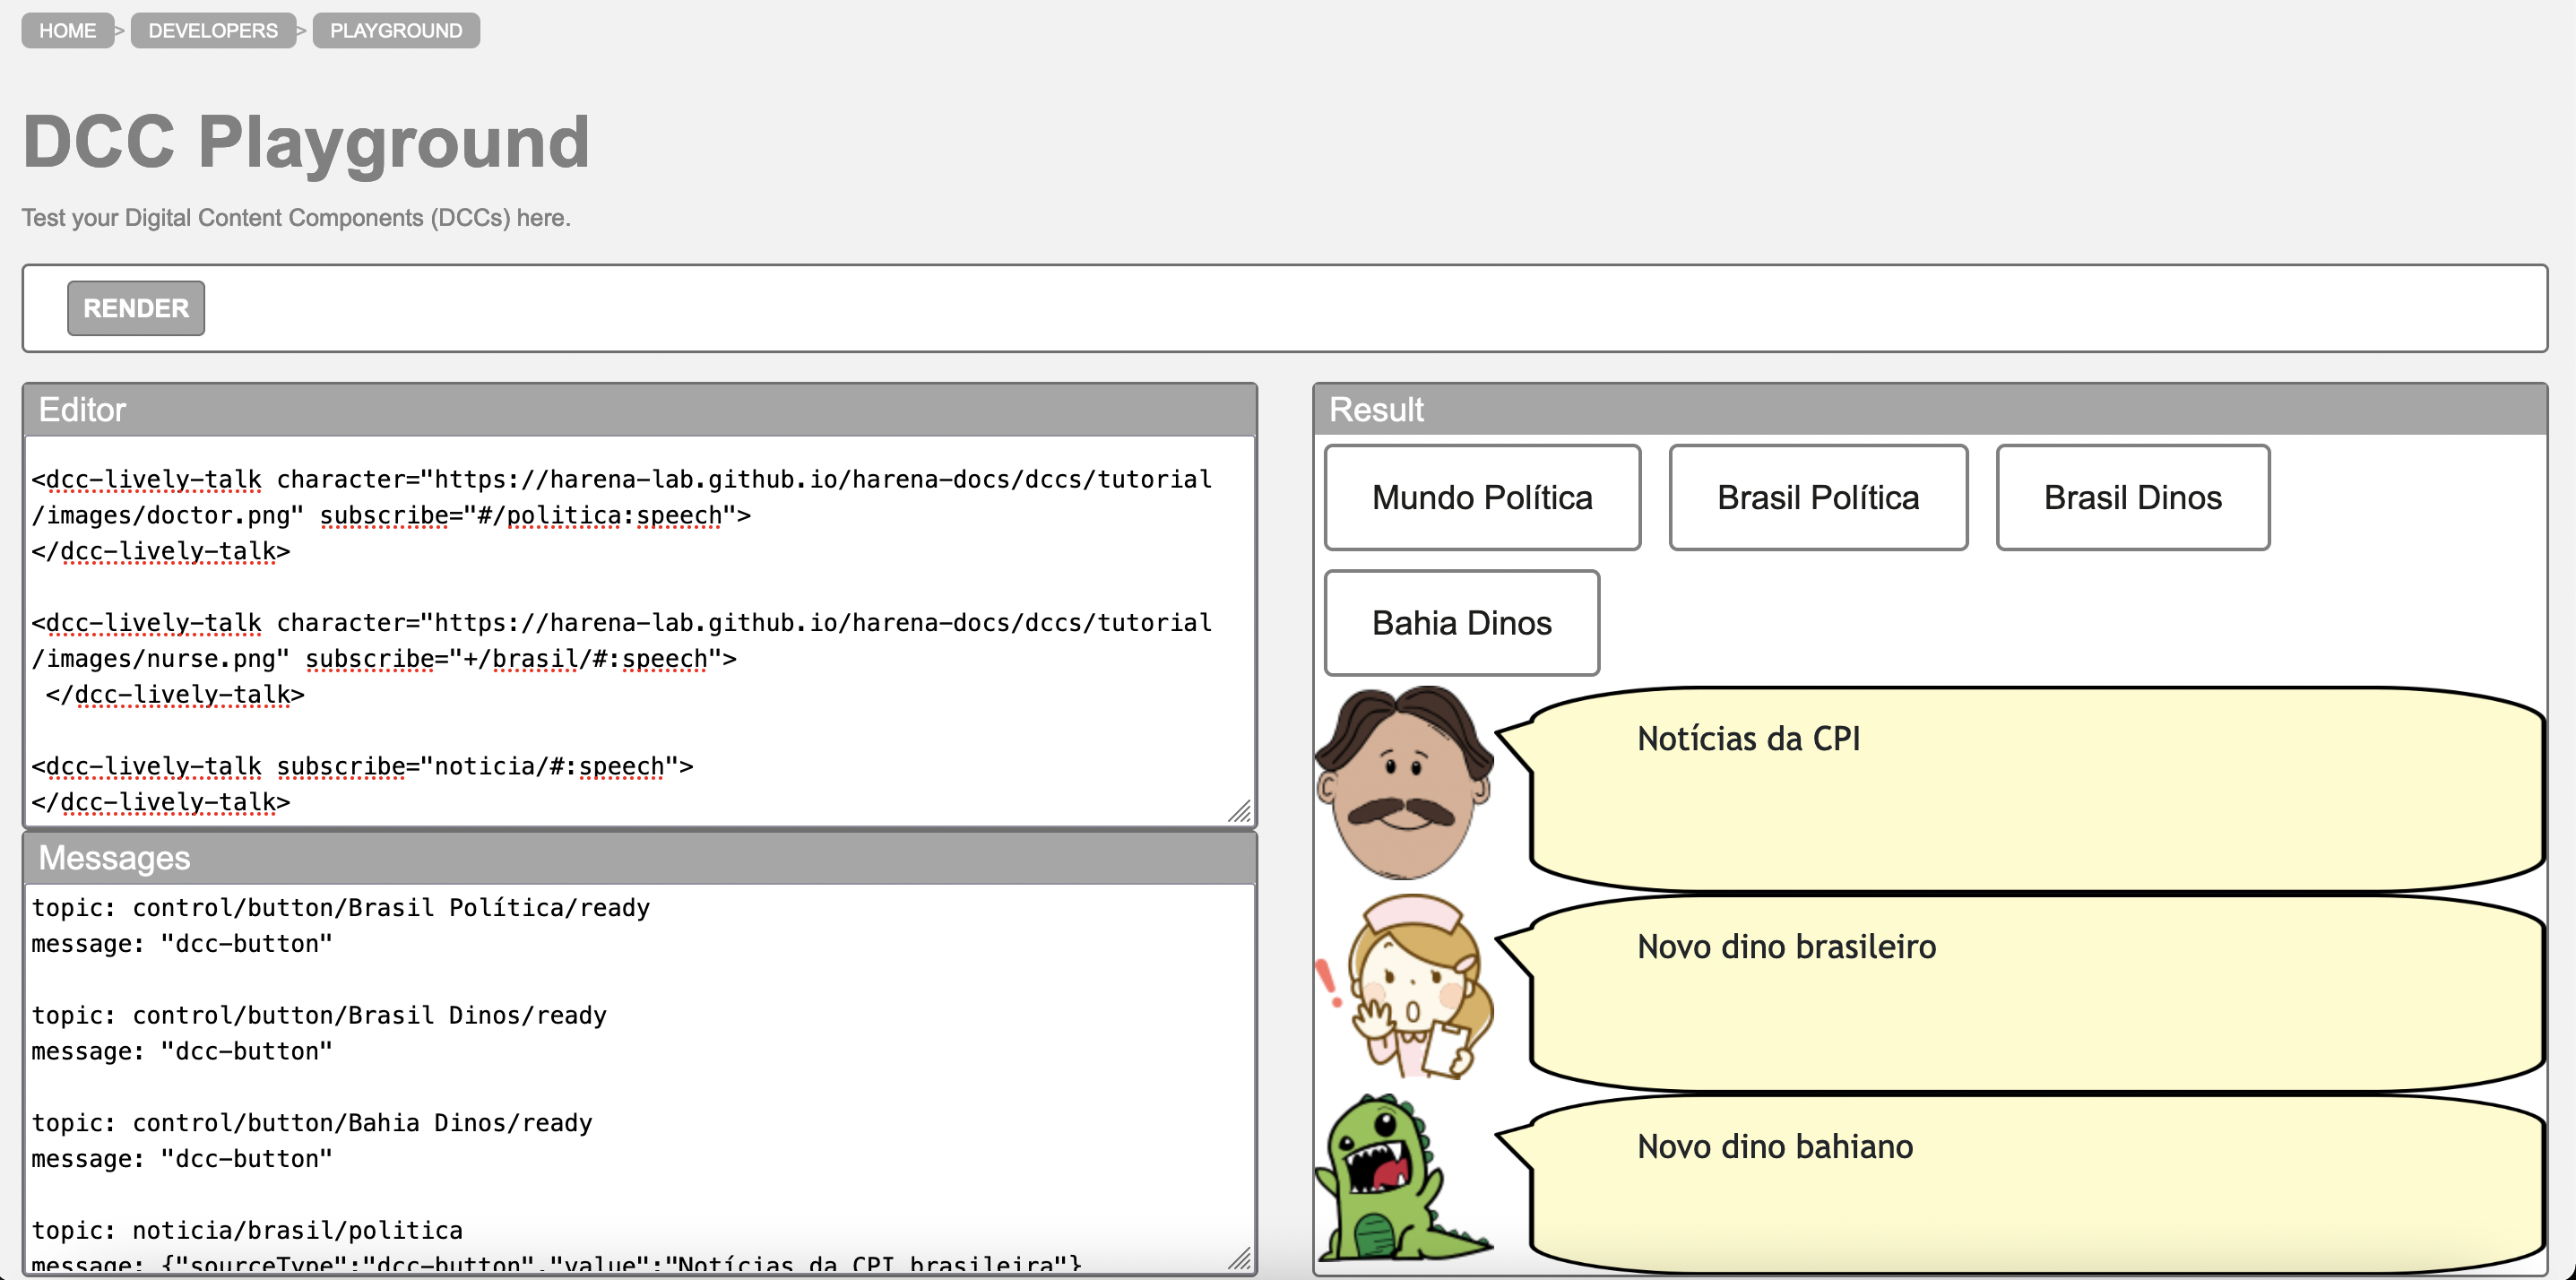 HOME > DEVELOPERS > PLAYGROUND
DCC Playground
Test your Digital Content Components (DCCs) here.
RENDER
Editor
<dcc-lively-talk character="https://harena-lab.github.io/harena-docs/dccs/tutorial
/images/doctor.png" subscribe="#/politica:speech">
</dcc-lively-talk>
<dcc-lively-talk character="https://harena-lab.github.io/harena-docs/dccs/tutorial
/images/nurse.png" subscribe="+/brasil/#:speech">
</dcc-lively-talk>
<dcc-lively-talk subscribe="noticia/#:speech">
</dcc-lively-talk>
Messages
topic: control/button/Brasil Política/ready
message: "dcc-button"
topic: control/button/Brasil Dinos/ready
message: "dcc-button"
topic: control/button/Bahia Dinos/ready
message: "dcc-button"
topic: noticia/brasil/politica
message: {"sourceType":"dcc-button","value":"Notícias da CPI brasileira"}
Result
Mundo Política
Brasil Política
Brasil Dinos
Bahia Dinos
Notícias da CPI
Novo dino brasileiro
Novo dino bahiano